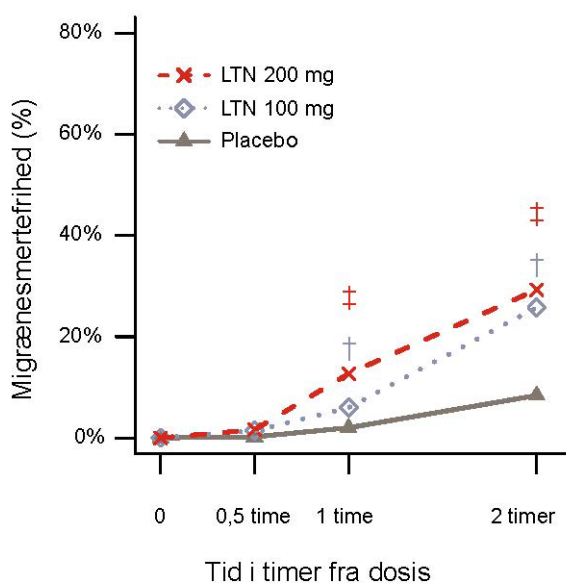 80%
60%
40%
20%
0%
Migrænesmertefrihed (%)
LTN 200 mg
LTN 100 mg
Placebo
‡
†
‡
†
0
0,5 time
1 time
2 timer
Tid i timer fra dosis